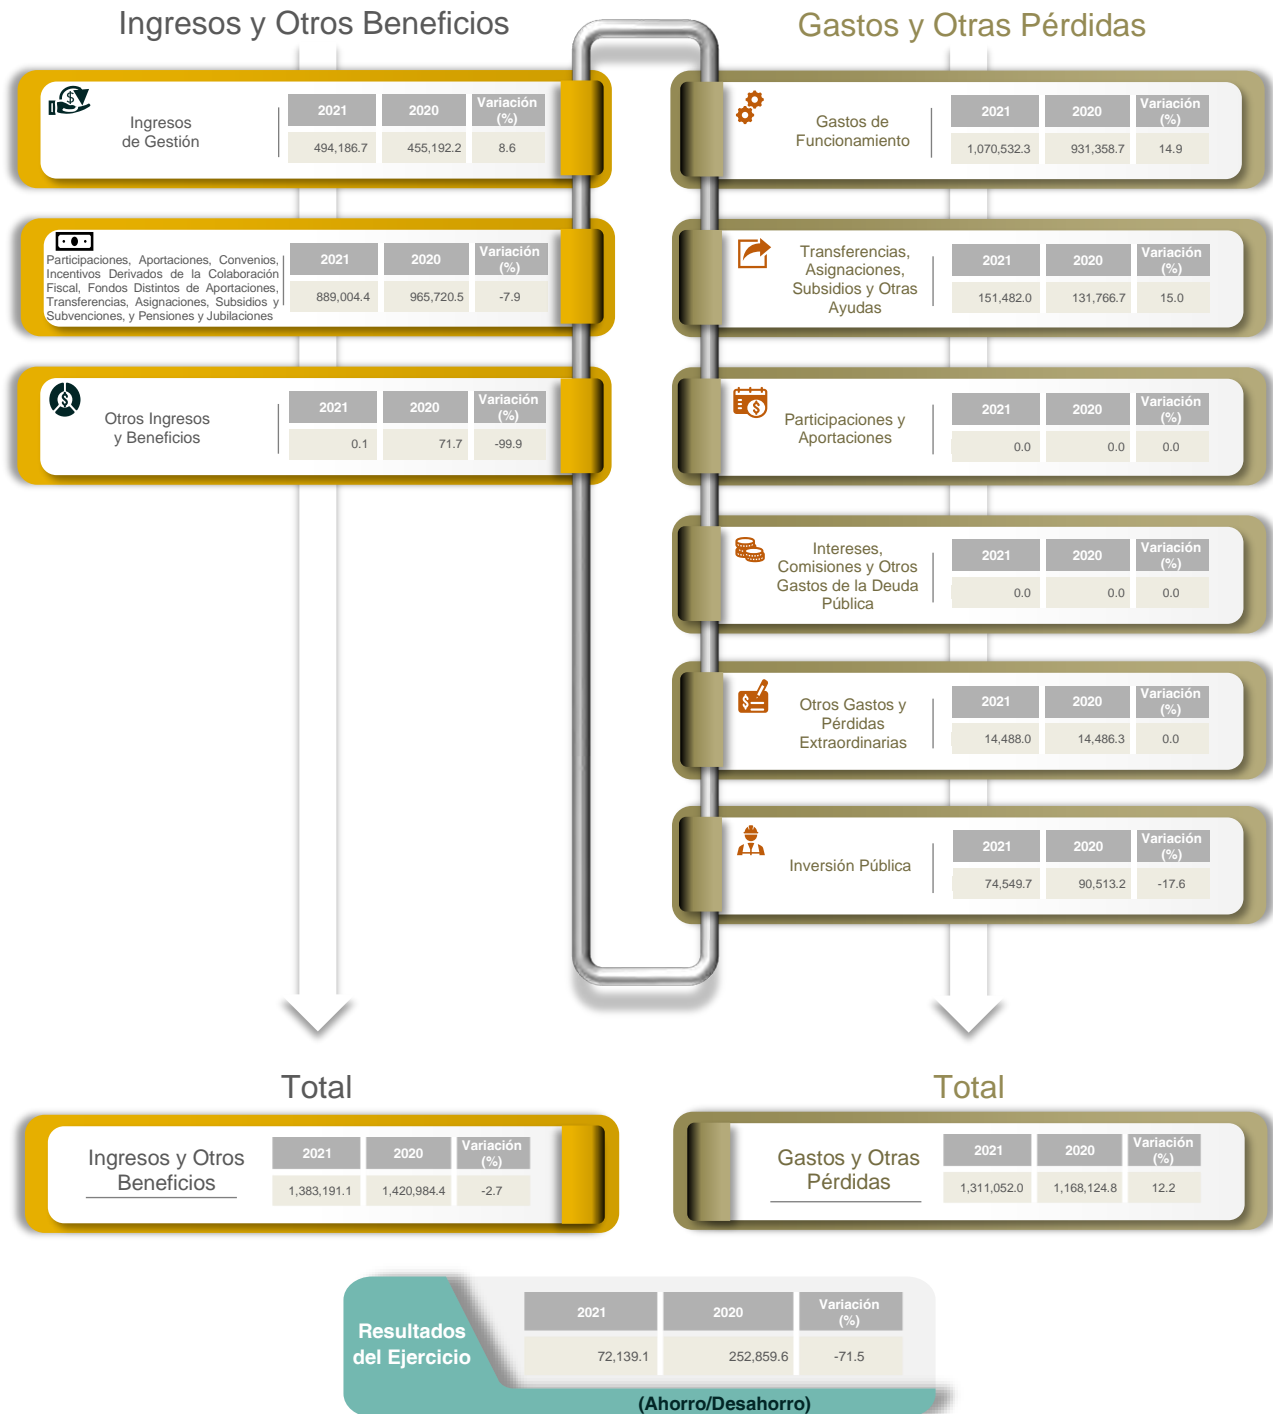 Ingresos y Otros Beneficios
Ingresos
de Gestión
2021 2020 Variación
(%)
494,186.7 455,192.2 8.6
Participaciones, Aportaciones, Convenios,
Incentivos Derivados de la Colaboración
Fiscal, Fondos Distintos de Aportaciones,
Transferencias, Asignaciones, Subsidios y
Subvenciones, y Pensiones y Jubilaciones
2021 2020 Variación
(%)
889,004.4 965,720.5 -7.9
Otros Ingresos
y Beneficios
2021 2020 Variación
(%)
0.1 71.7 -99.9
Gastos y Otras Pérdidas
Gastos de
Funcionamiento
2021 2020 Variación
(%)
1,070,532.3 931,358.7 14.9
Transferencias,
Asignaciones,
Subsidios y Otras
Ayudas
2021 2020 Variación
(%)
151,482.0 131,766.7 15.0
Participaciones y
Aportaciones
2021 2020 Variación
(%)
0.0 0.0 0.0
Intereses,
Comisiones y Otros
Gastos de la Deuda
Pública
2021 2020 Variación
(%)
0.0 0.0 0.0
Otros Gastos y
Pérdidas
Extraordinarias
2021 2020 Variación
(%)
14,488.0 14,486.3 0.0
Inversión Pública
2021 2020 Variación
(%)
74,549.7 90,513.2 -17.6
Total
Ingresos y Otros
Beneficios
2021 2020 Variación
(%)
1,383,191.1 1,420,984.4 -2.7
Total
Gastos y Otras
Pérdidas
2021 2020 Variación
(%)
1,311,052.0 1,168,124.8 12.2
Resultados
del Ejercicio
2021 2020 Variación
(%)
72,139.1 252,859.6 -71.5
(Ahorro/Desahorro)